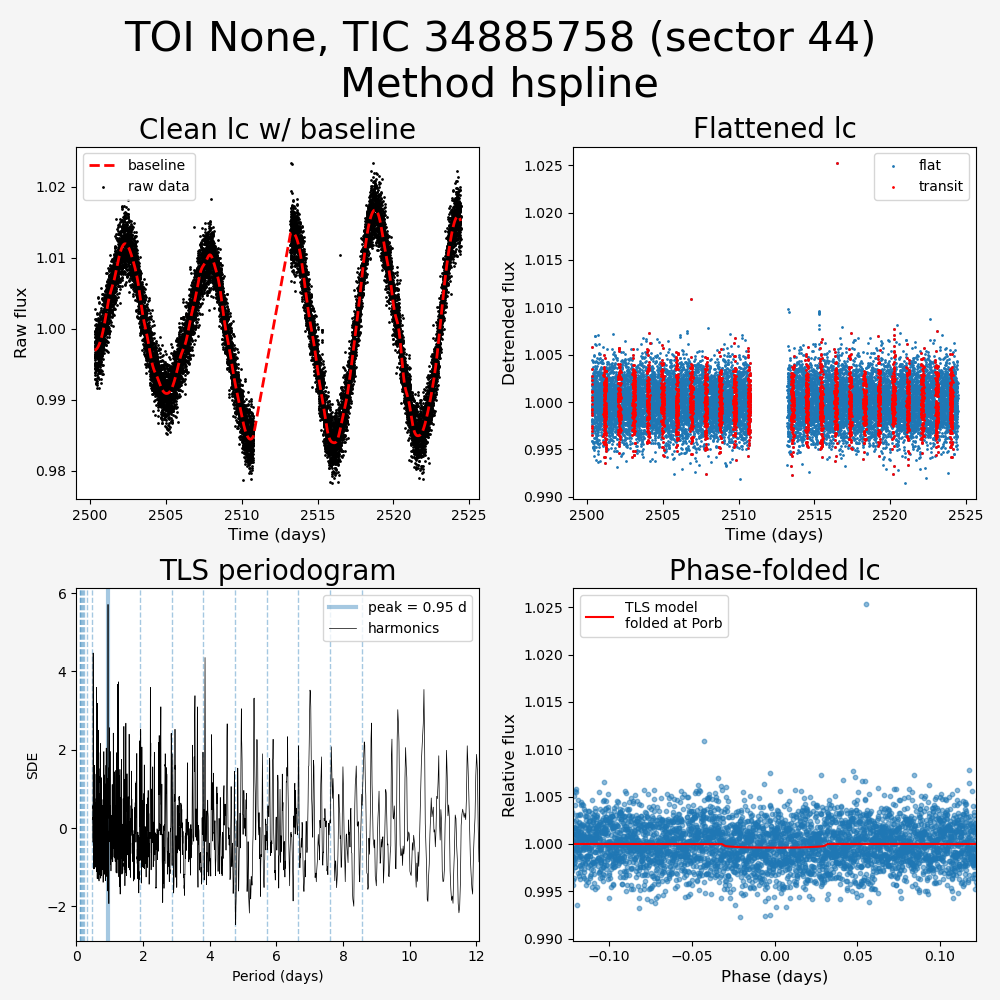 TOI None, TIC 34885758 (sector 44)
Method hspline
Clean lc w/ baseline
baseline
raw data
1.02
1.01
1.00
0.99
0.98
Raw flux
2500
2505
2510
2515
2520
2525
Time (days)
Flattened lc
flat
transit
1.025
1.020
1.015
1.010
1.005
1.000
0.995
0.990
Detrended flux
2500
2505
2510
2515
2520
2525
Time (days)
TLS periodogram
peak = 0.95 d
harmonics
6
4
2
0
−2
SDE
0
2
4
6
8
10
12
Period (days)
Phase-folded lc
TLS model
folded at Porb
1.025
1.020
1.015
1.010
1.005
1.000
0.995
0.990
Relative flux
−0.10
−0.05
0.00
0.05
0.10
Phase (days)